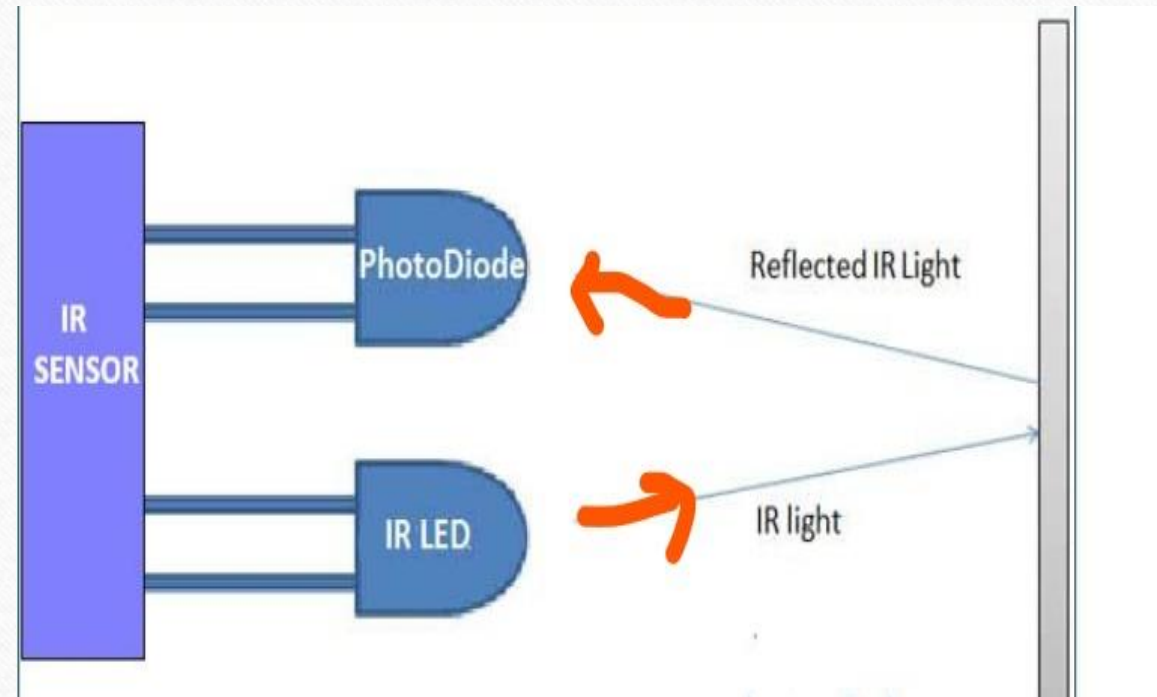 PhotoDiode
Reflected IR Light
IR
SENSOR
IR LED
IR light